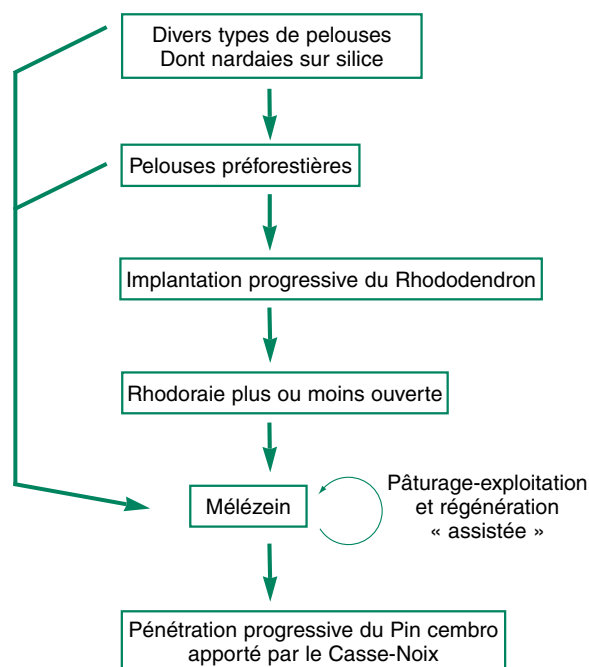 Divers types de pelouses
Dont nardaies sur silice
Pelouses préforestières
Implantation progressive du Rhododendron
Rhodoraie plus ou moins ouverte
Mélézein
Pâturage-exploitation
et régénération
« assistée »
Pénétration progressive du Pin cembro
apporté par le Casse-Noix